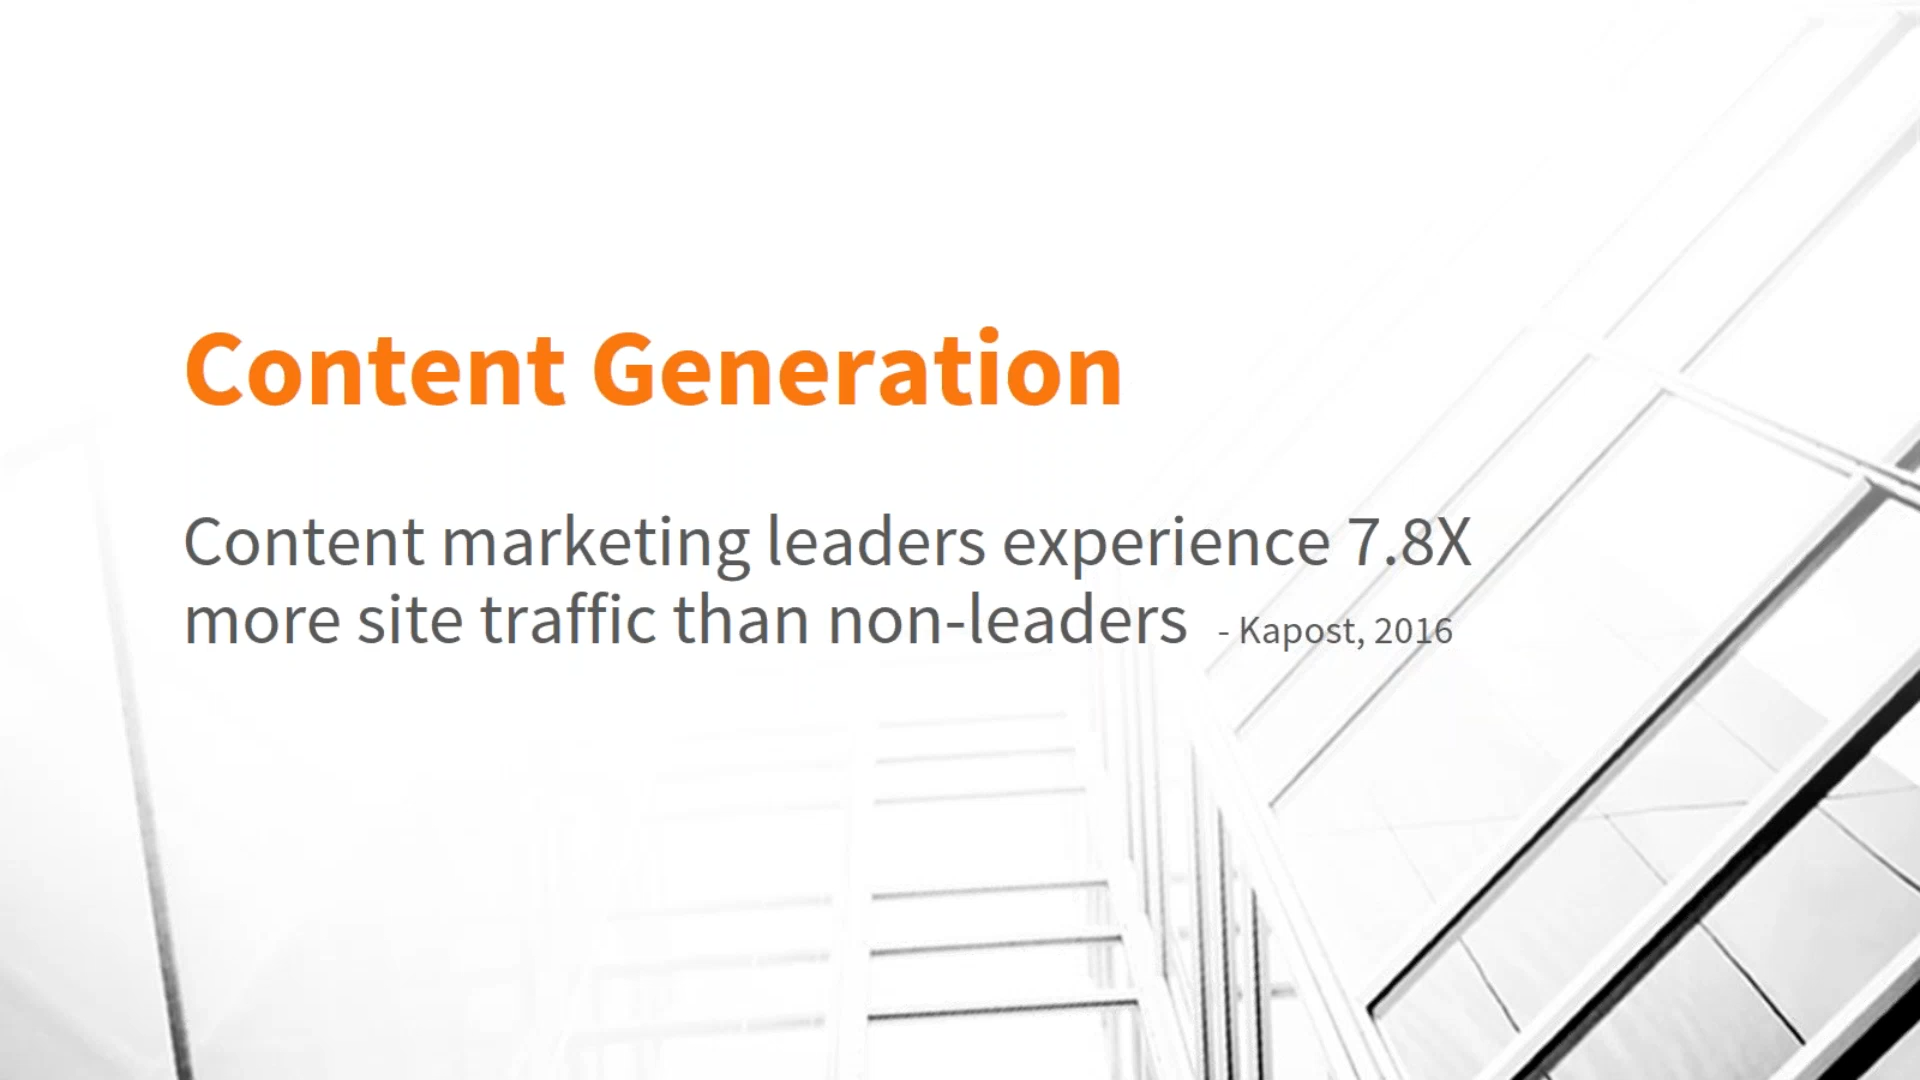 Content Generation
Content marketing leaders experience 7.8X
more site traffic than non-leaders - Kapost, 2016